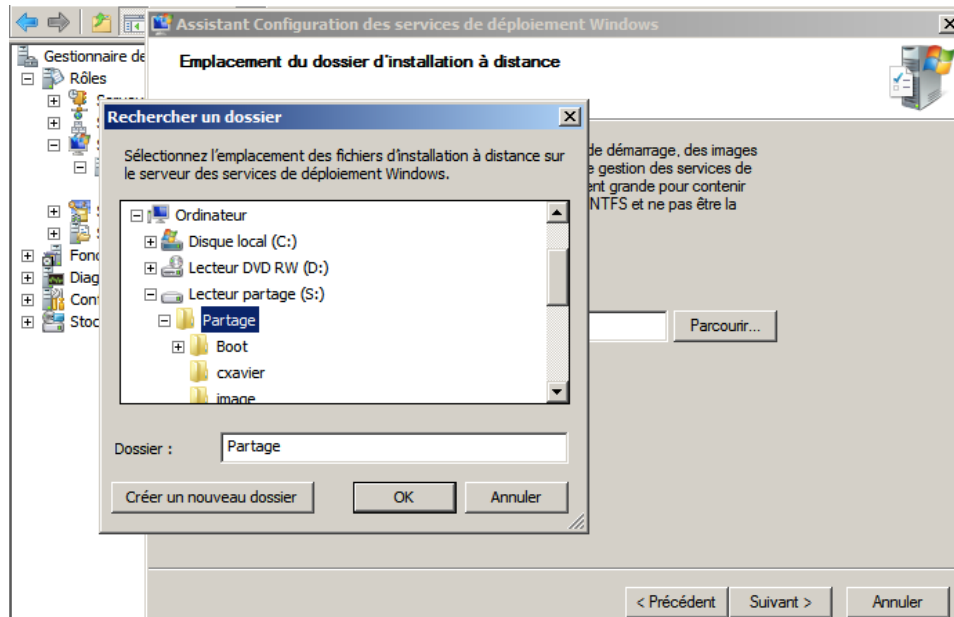 Assistant Configuration des services de déploiement Windows
Gestionnaire de
Emplacement du dossier d'installation à distance
Rôles
Rechercher un dossier
Sélectionnez l'emplacement des fichiers d'installation à distance sur
le serveur des services de déploiement Windows.
de démarrage, des images
e gestion des services de
ent grande pour contenir
NTFS et ne pas être la
Ordinateur
Disque local (C:)
Lecteur DVD RW (D:)
Lecteur partage (S:)
Partage
Boot
cxavier
image
Fonc
Diag
Conf
Stoc
Parcourir...
Dossier :
Partage
Créer un nouveau dossier
OK
Annuler
< Précédent
Suivant >
Annuler